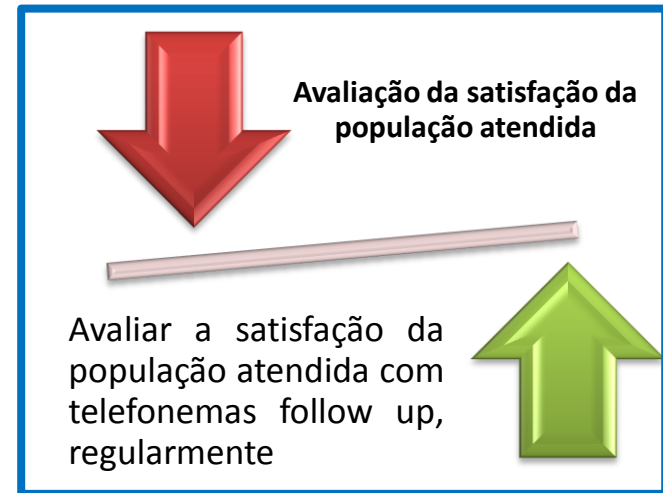 Avaliação da satisfação da
população atendida
Avaliar a satisfação da
população atendida com
telefonemas follow up,
regularmente